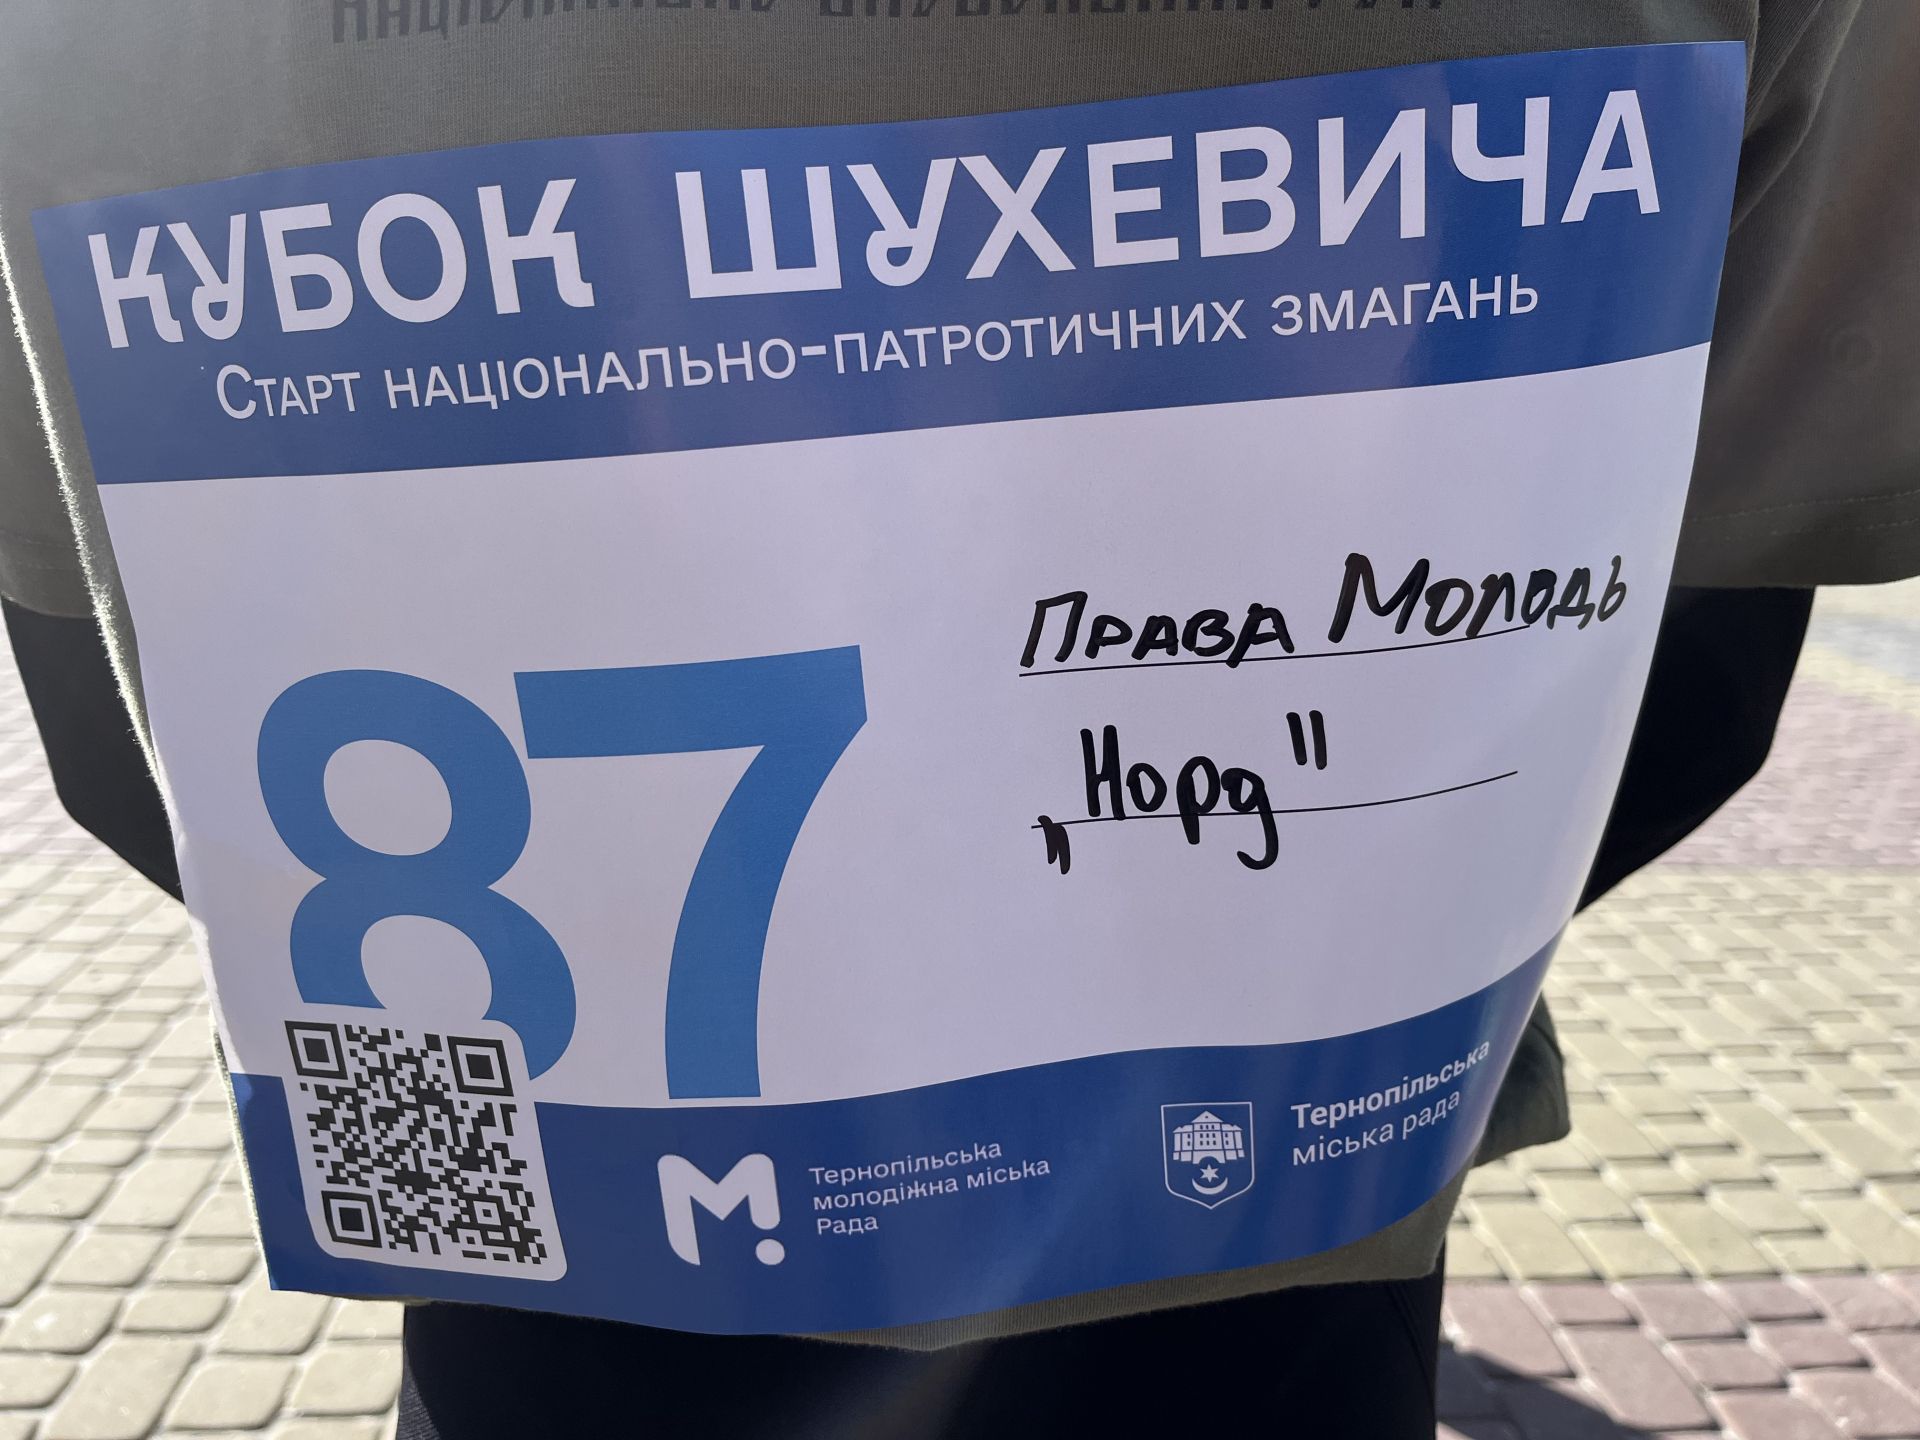 КУБОК ШУХЕВИЧА
СТАРТ НАЦІОНАЛЬНО-ПАТРОТИЧНИХ ЗМАГАНЬ
ПРАВА МОЛОДЬ
„Норд"
87
Тернопільська
молодіжна міська
Рада
Тернопільська
міська рада